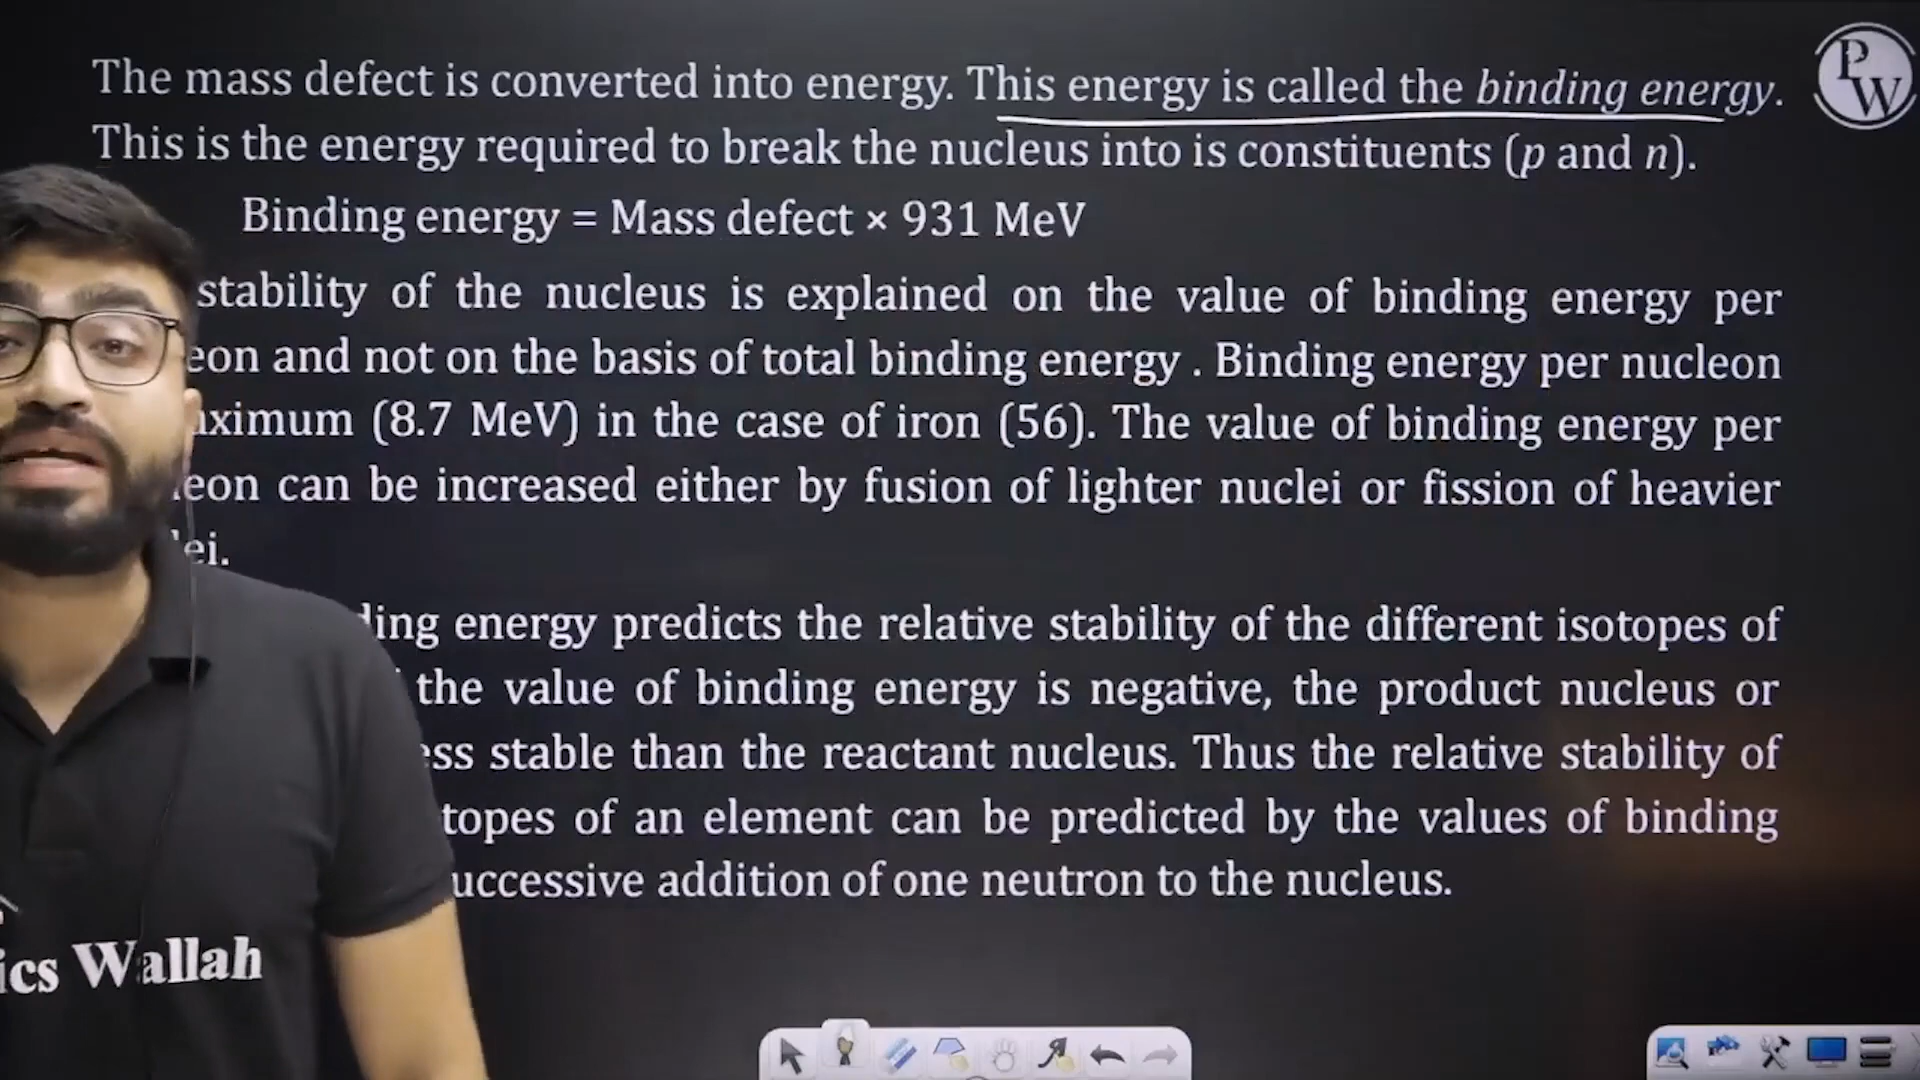 The mass defect is converted into energy. This energy is called the binding energy.
This is the energy required to break the nucleus into is constituents (p and n).
Binding energy = Mass defect × 931 MeV
stability of the nucleus is explained on the value of binding energy per
eon and not on the basis of total binding energy . Binding energy per nucleon
ximum (8.7 MeV) in the case of iron (56). The value of binding energy per
eon can be increased either by fusion of lighter nuclei or fission of heavier
ei.
ding energy predicts the relative stability of the different isotopes of
the value of binding energy is negative, the product nucleus or
ess stable than the reactant nucleus. Thus the relative stability of
topes of an element can be predicted by the values of binding
uccessive addition of one neutron to the nucleus.
PW
ics Wallah